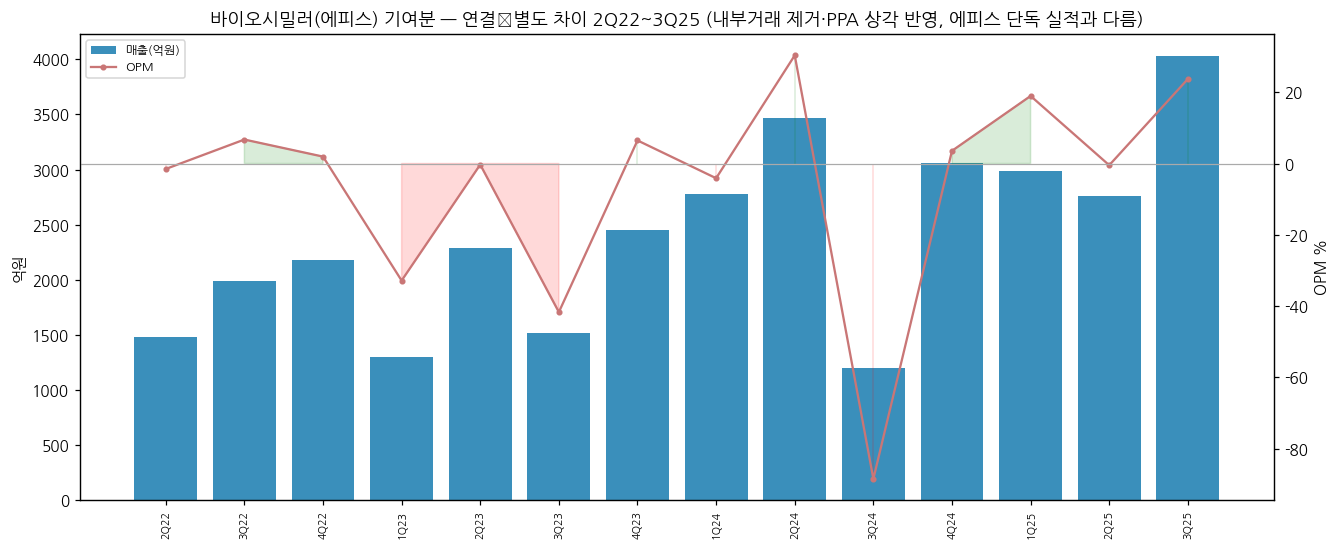 바이오시밀러(에피스) 기여분 — 연결▯별도 차이 2Q22~3Q25 (내부거래 제거·PPA 상각 반영, 에피스 단독 실적과 다름)
매출(억원)
OPM
억원
4000
3500
3000
2500
2000
1500
1000
500
0
20
0
-20
-40
-60
-80
OPM %
2Q22 3Q22 4Q22 1Q23 2Q23 3Q23 4Q23 1Q24 2Q24 3Q24 4Q24 1Q25 2Q25 3Q25